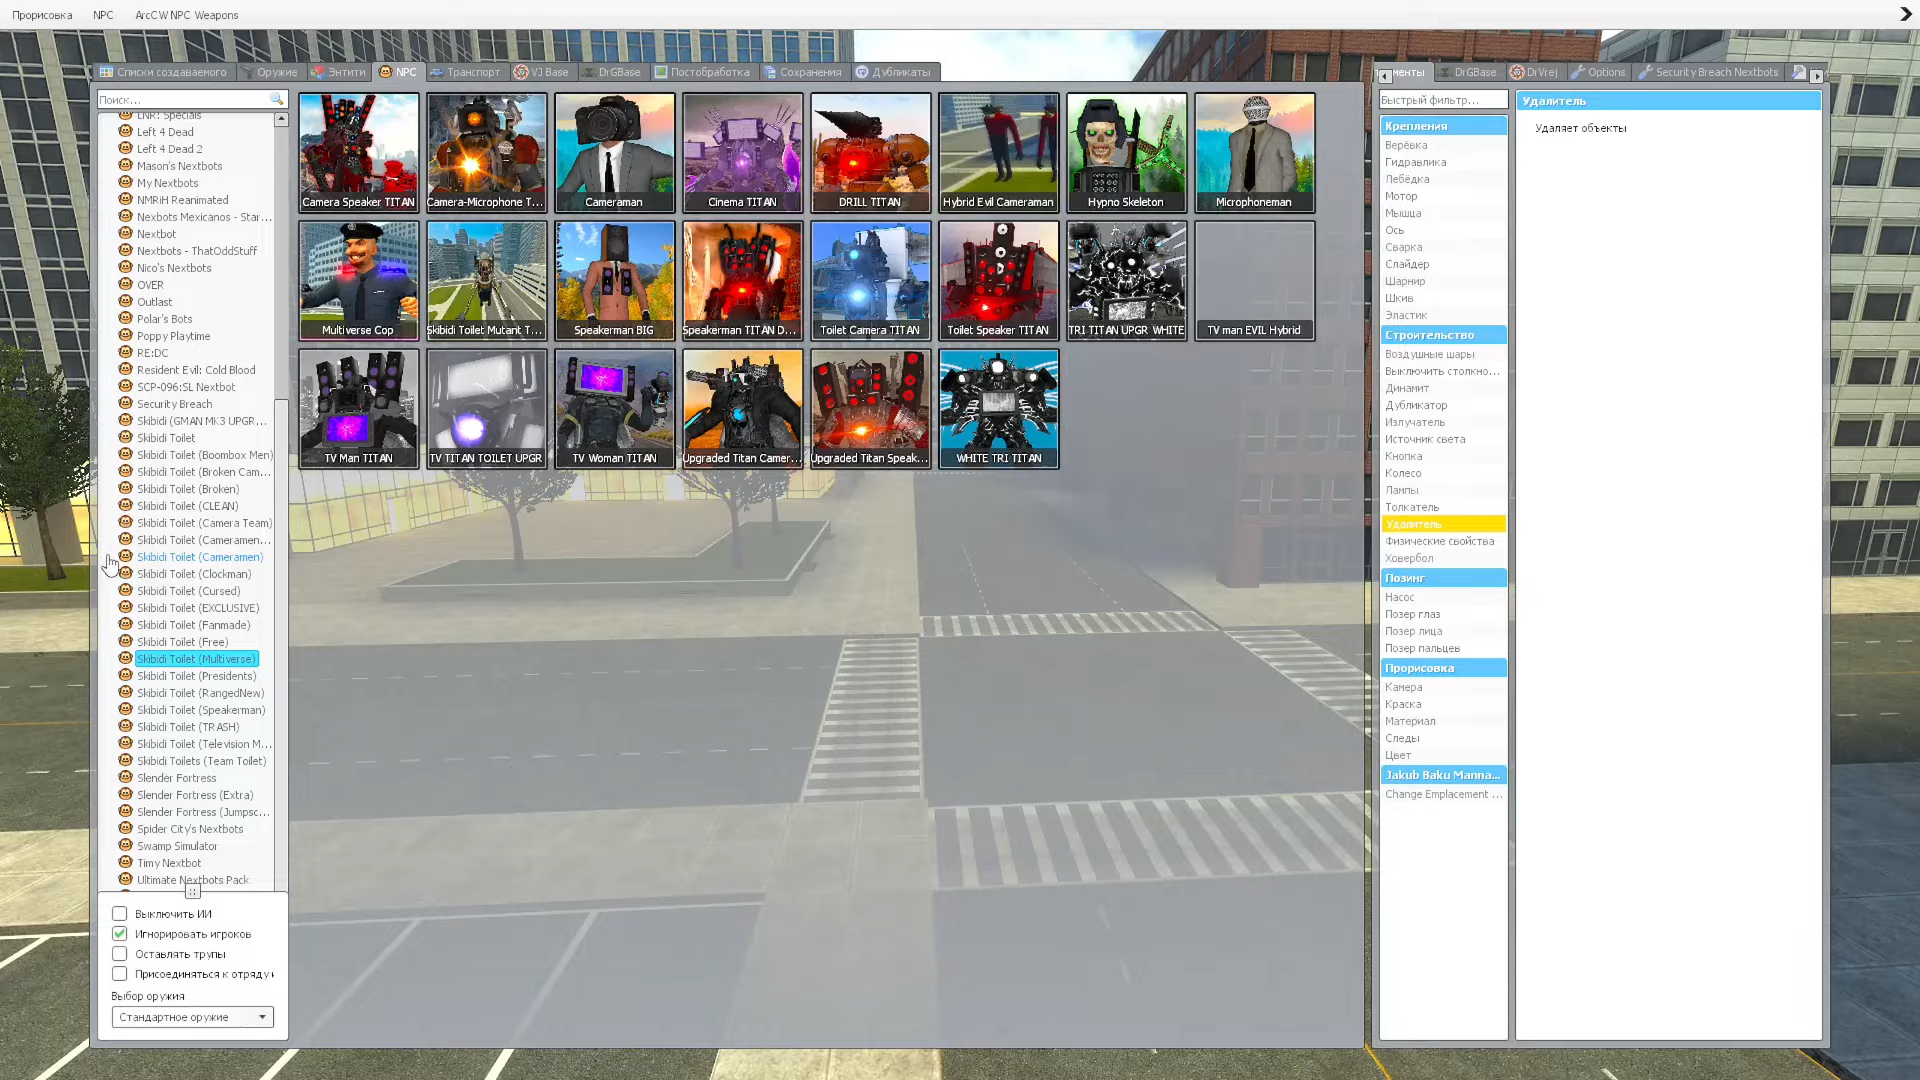 Прорисовка
NPC
ArcCW NPC Weapons
Списки создаваемого
Оружие
Энтити
NPC
Транспорт
VJ Base
DrGBase
Постобработка
Сохранения
Дубликаты
Поиск...
LNR: Specials
Left 4 Dead
Left 4 Dead 2
Mason's Nextbots
My Nextbots
NMRiH Reanimated
Nexbots Mexicanos - Star...
Nextbot
Nextbots - ThatOddStuff
Nico's Nextbots
OVER
Outlast
Polar's Bots
Poppy Playtime
RE:DC
Resident Evil: Cold Blood
SCP-096:SL Nextbot
Security Breach
Skibidi (GMAN Mk3 UPGR...
Skibidi Toilet
Skibidi Toilet (Boombox Men)
Skibidi Toilet (Broken Cam...
Skibidi Toilet (Broken)
Skibidi Toilet (CLEAN)
Skibidi Toilet (Camera Team)
Skibidi Toilet (Cameramen...
Skibidi Toilet (Cameramen)
Skibidi Toilet (Clockman)
Skibidi Toilet (Cursed)
Skibidi Toilet (EXCLUSIVE)
Skibidi Toilet (Fanmade)
Skibidi Toilet (Free)
Skibidi Toilet (Multiverse)
Skibidi Toilet (Presidents)
Skibidi Toilet (RangedNew)
Skibidi Toilet (Speakerman)
Skibidi Toilet (TRASH)
Skibidi Toilet (Television M...
Skibidi Toilets (Team Toilet)
Slender Fortress
Slender Fortress (Extra)
Slender Fortress (Jumpsc...
Spider City's Nextbots
Swamp Simulator
Timy Nextbot
Ultimate Nextbots Pack
Выключить ИИ
Игнорировать игроков
Оставлять трупы
Присоединяться к отряду
Выбор оружия
Стандартное оружие
Camera Speaker TITAN
Camera-Microphone T...
Cameraman
Cinema TITAN
DRILL TITAN
Hybrid Evil Cameraman
Hypno Skeleton
Microphoneman
Multiverse Cop
Skibidi Toilet Mutant T...
Speakerman BIG
Speakerman TITAN D...
Toilet Camera TITAN
Toilet Speaker TITAN
TRI TITAN UPGR WHITE
TV man EVIL Hybrid
TV Man TITAN
TV TITAN TOILET UPGR
TV Woman TITAN
Upgraded Titan Camer...
Upgraded Titan Speak...
WHITE TRI TITAN
менты
DrGBase
DrVrej
Options
Security Breach Nextbots
Быстрый фильтр...
Крепления
Верёвка
Гидравлика
Лебёдка
Мотор
Мышца
Ось
Сварка
Слайдер
Шарнир
Шкив
Эластик
Строительство
Воздушные шары
Выключить столкно...
Динамит
Дубликатор
Излучатель
Источник света
Кнопка
Колесо
Лампы
Толкатель
Удалитель
Физические свойства
Ховербол
Позинг
Насос
Позер глаз
Позер лица
Позер пальцев
Прорисовка
Камера
Краска
Материал
Следы
Цвет
Jakub Baku Manna...
Change Emplacement ...
Удалитель
Удаляет объекты